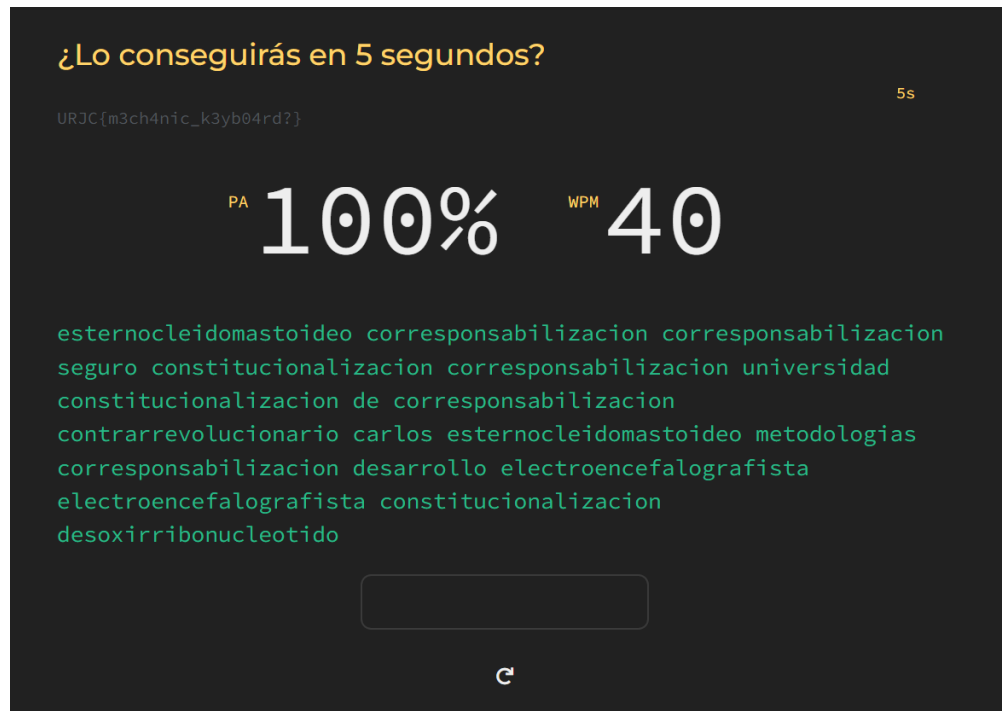 ¿Lo conseguirás en 5 segundos?
5s
URJC{m3ch4nic_k3yb04rd?}
PA 100% WPM 40
esternocleidomastoideo corresponsabilizacion corresponsabilizacion
seguro constitucionalizacion corresponsabilizacion universidad
constitucionalizacion de corresponsabilizacion
contrarrevolucionario carlos esternocleidomastoideo metodologias
corresponsabilizacion desarrollo electroencefalografista
electroencefalografista constitucionalizacion
desoxirribonucleotido